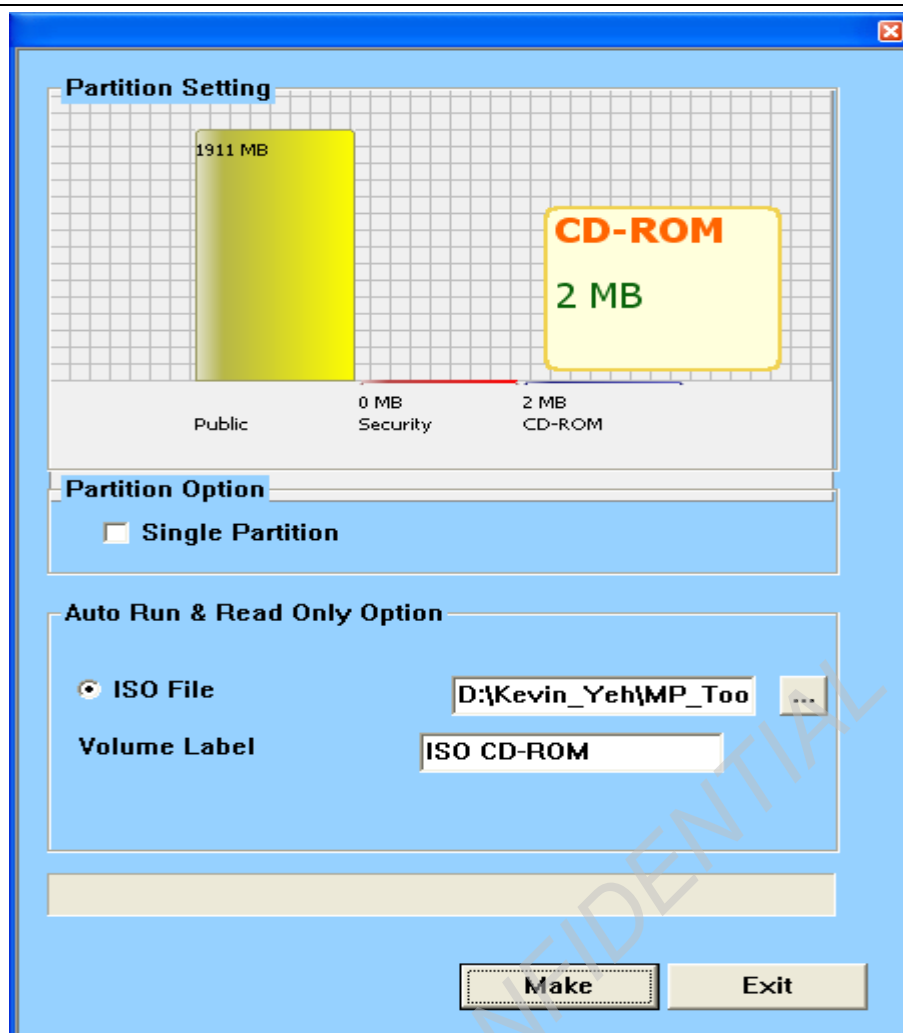 Partition Setting
1911 MB
CD-ROM
2 MB
0 MB
2 MB
Public
Security
CD-ROM
Partition Option
Single Partition
Auto Run & Read Only Option
ISO File
D:\Kevin_Yeh\MP_Too
...
Volume Label
ISO CD-ROM
Make
Exit
NFIDENTIAL